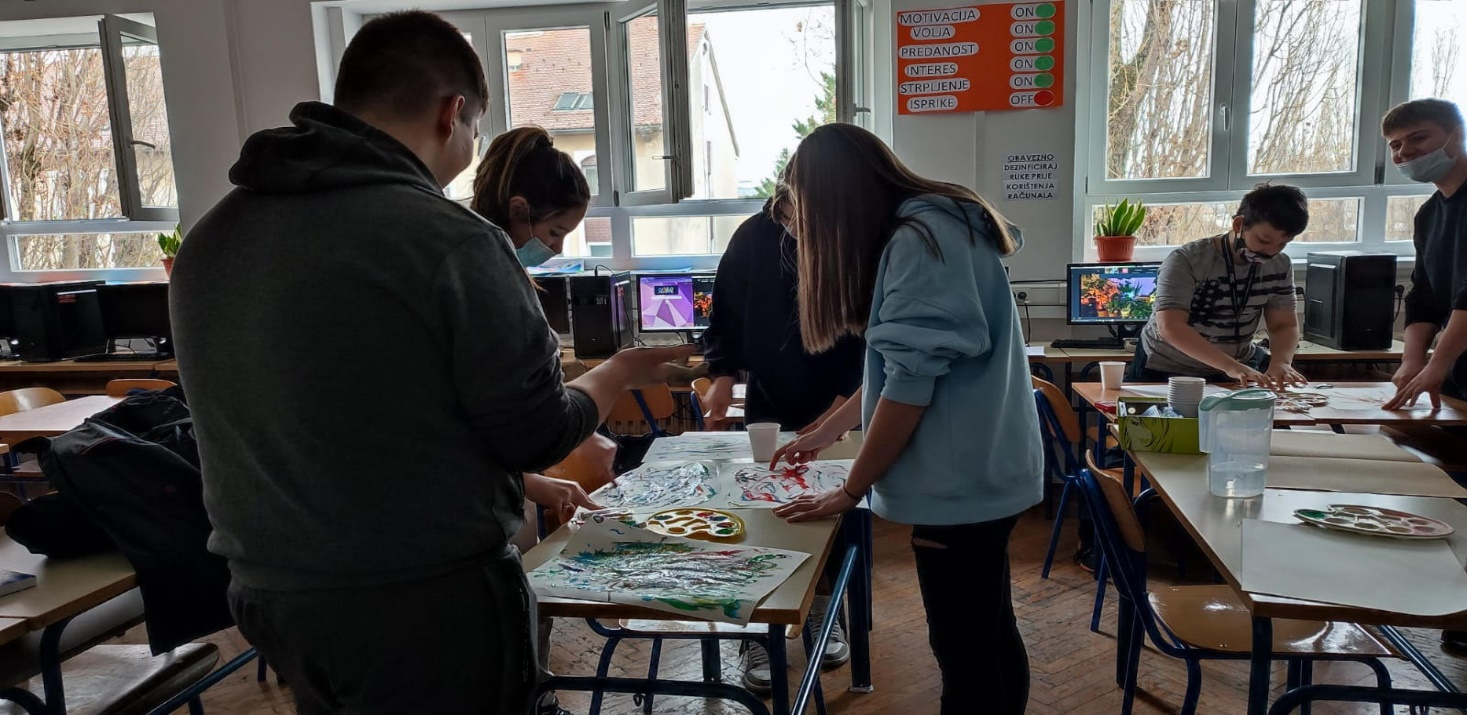 MOTIVACIJA ON
VOLJA ON
PREDANOST ON
INTERES ON
STRPLJENJE ON
ISPRIKE OFF
OBAVEZNO
DEZINFICIRAJ
RUKE PRIJE
KORIŠTENJA
RAČUNALA.